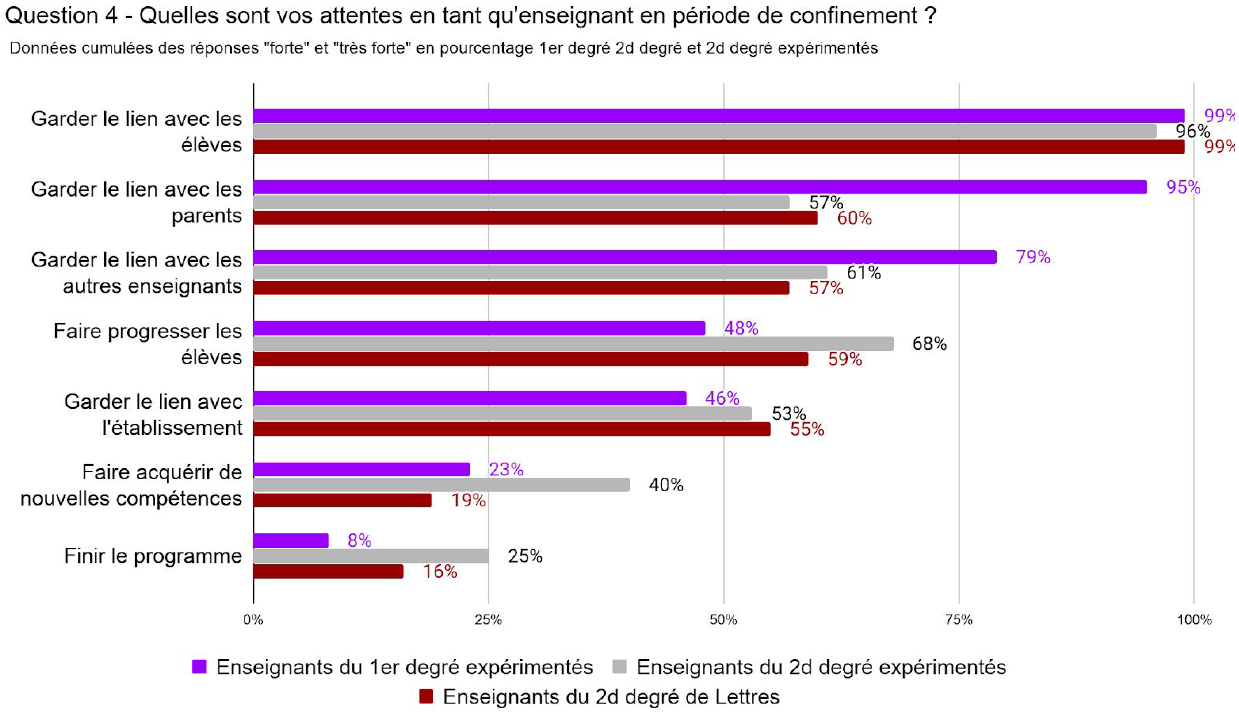 Question 4 - Quelles sont vos attentes en tant qu'enseignant en période de confinement ?
Données cumulées des réponses "forte" et "très forte" en pourcentage 1er degré 2d degré et 2d degré expérimentés
Garder le lien avec les
élèves
99%
96%
99%
Garder le lien avec les
parents
95%
57%
60%
Garder le lien avec les
autres enseignants
79%
61%
57%
Faire progresser les
élèves
48%
68%
59%
Garder le lien avec
l'établissement
46%
53%
55%
Faire acquérir de
nouvelles compétences
23%
40%
19%
Finir le programme
8%
25%
16%
0% 25% 50% 75% 100%
Enseignants du 1er degré expérimentés Enseignants du 2d degré expérimentés
Enseignants du 2d degré de Lettres